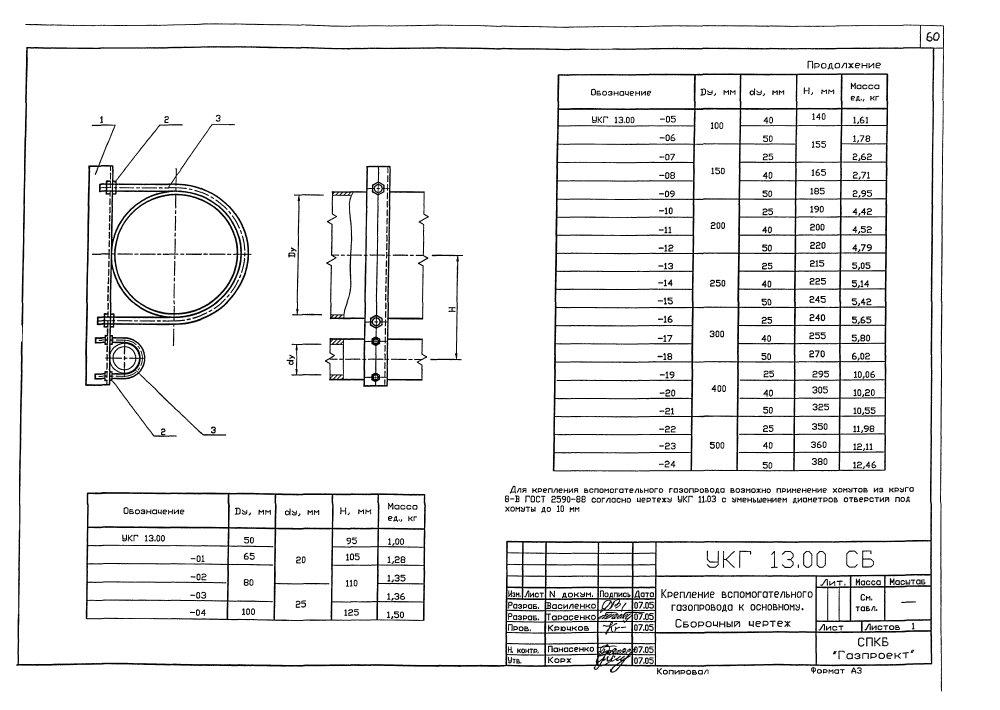 60
Продолжение
Обозначение Dy, мм dy, мм H, мм Масса ед., кг
УКГ 13.00 -05 100 40 140 1,61
-06 50 155 1,78
-07 150 25 2,62
-08 40 165 2,71
-09 50 185 2,95
-10 200 25 190 4,42
-11 40 200 4,52
-12 50 220 4,79
-13 250 25 215 5,05
-14 40 225 5,14
-15 50 245 5,42
-16 300 25 240 5,65
-17 40 255 5,80
-18 50 270 6,02
-19 400 25 295 10,06
-20 40 305 10,20
-21 50 325 10,55
-22 500 25 350 11,98
-23 40 360 12,11
-24 50 380 12,46
1 2 3
Dy
H
dy
2 3
Для крепления вспомогательного газопровода возможно применение хомутов из круга
8-В ГОСТ 2590-88 согласно чертежу УКГ 11.03 с уменьшением диаметров отверстий под
хомуты до 10 мм
Обозначение Dy, мм dy, мм H, мм Масса ед., кг
УКГ 13.00 50 20 95 1,00
-01 65 105 1,28
-02 80 110 1,35
-03 25 1,36
-04 100 125 1,50
УКГ 13.00 СБ
Изм. Лист N докум. Подпись Дата
Разраб. Василенко 07.05
Разраб. Тарасенко 07.05
Пров. Крючков 07.05
Н. контр. Панасенко 07.05
Утв. Корх 07.05
Крепление вспомогательного
газопровода к основному.
Сборочный чертеж
Лит. Масса Масштаб
См. табл. —
Лист Листов 1
СПКБ
"Газпроект"
Копировал Формат А3